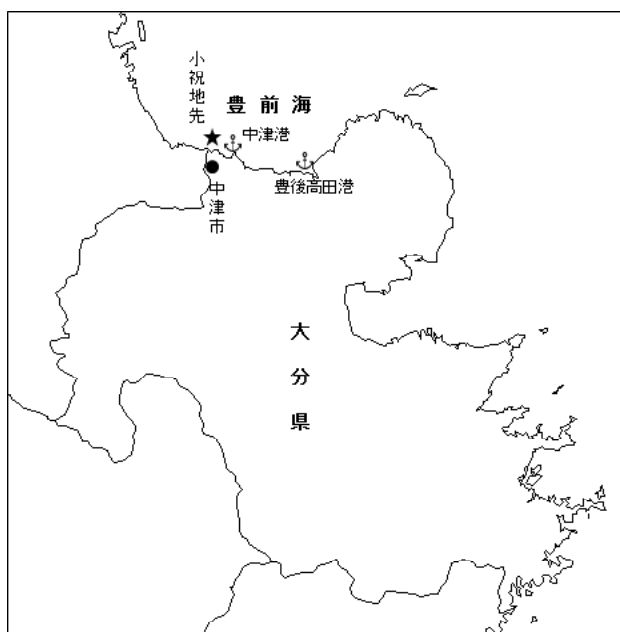 小祝地先
豊前海
中津港
豊後高田港
中津市
大分県